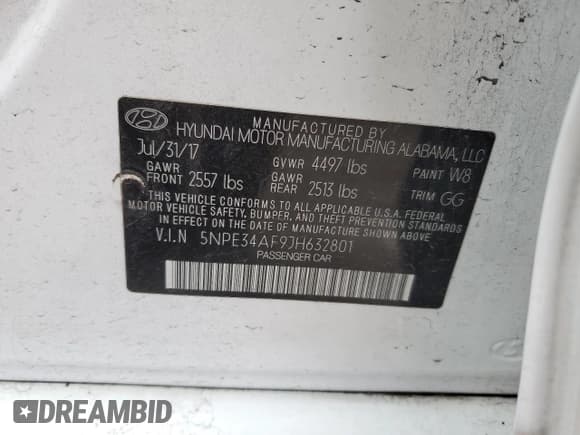 MANUFACTURED BY
HYUNDAI MOTOR MANUFACTURING ALABAMA, LLC
Jul/31/17
GVWR 4497 lbs
PAINT W8
GAWR FRONT 2557 lbs
GAWR REAR 2513 lbs
TRIM GG
THIS VEHICLE CONFORMS TO ALL APPLICABLE U.S.A. FEDERAL
MOTOR VEHICLE SAFETY, BUMPER, AND THEFT PREVENTION STANDARDS
IN EFFECT ON THE DATE OF MANUFACTURE SHOWN ABOVE.
V.I.N 5NPE34AF9JH632801
PASSENGER CAR
DREAMBID